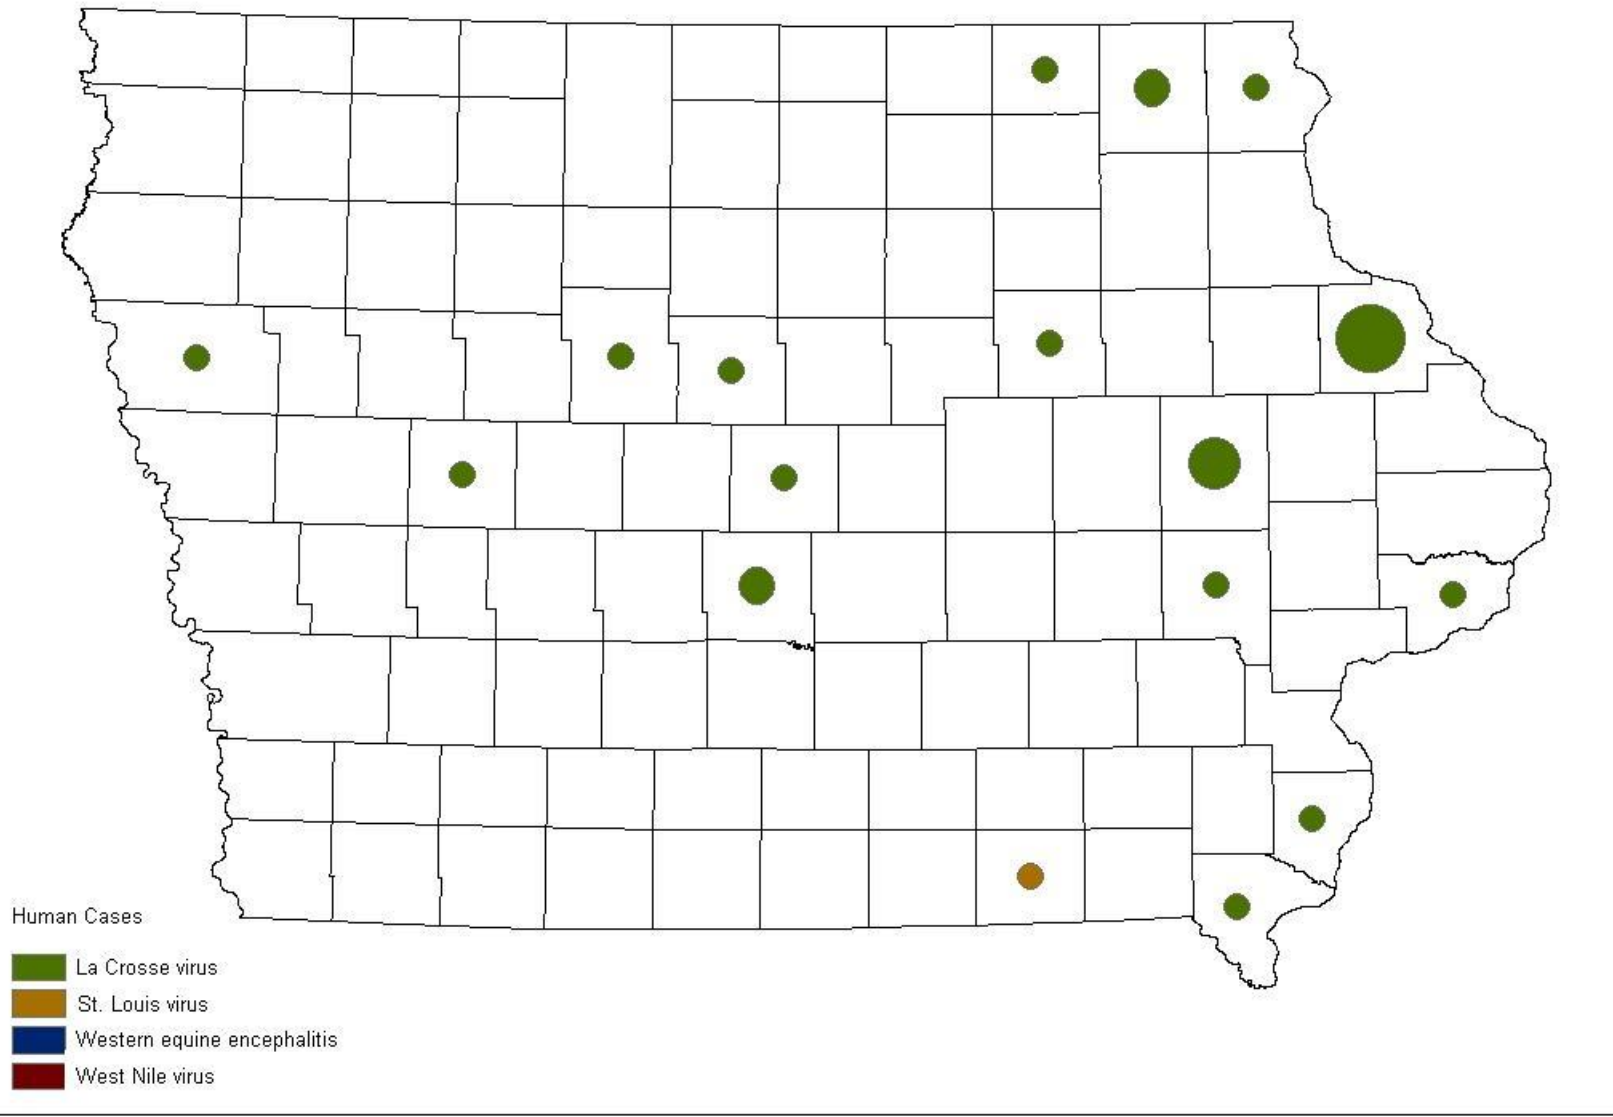 Human Cases
La Crosse virus
St. Louis virus
Western equine encephalitis
West Nile virus